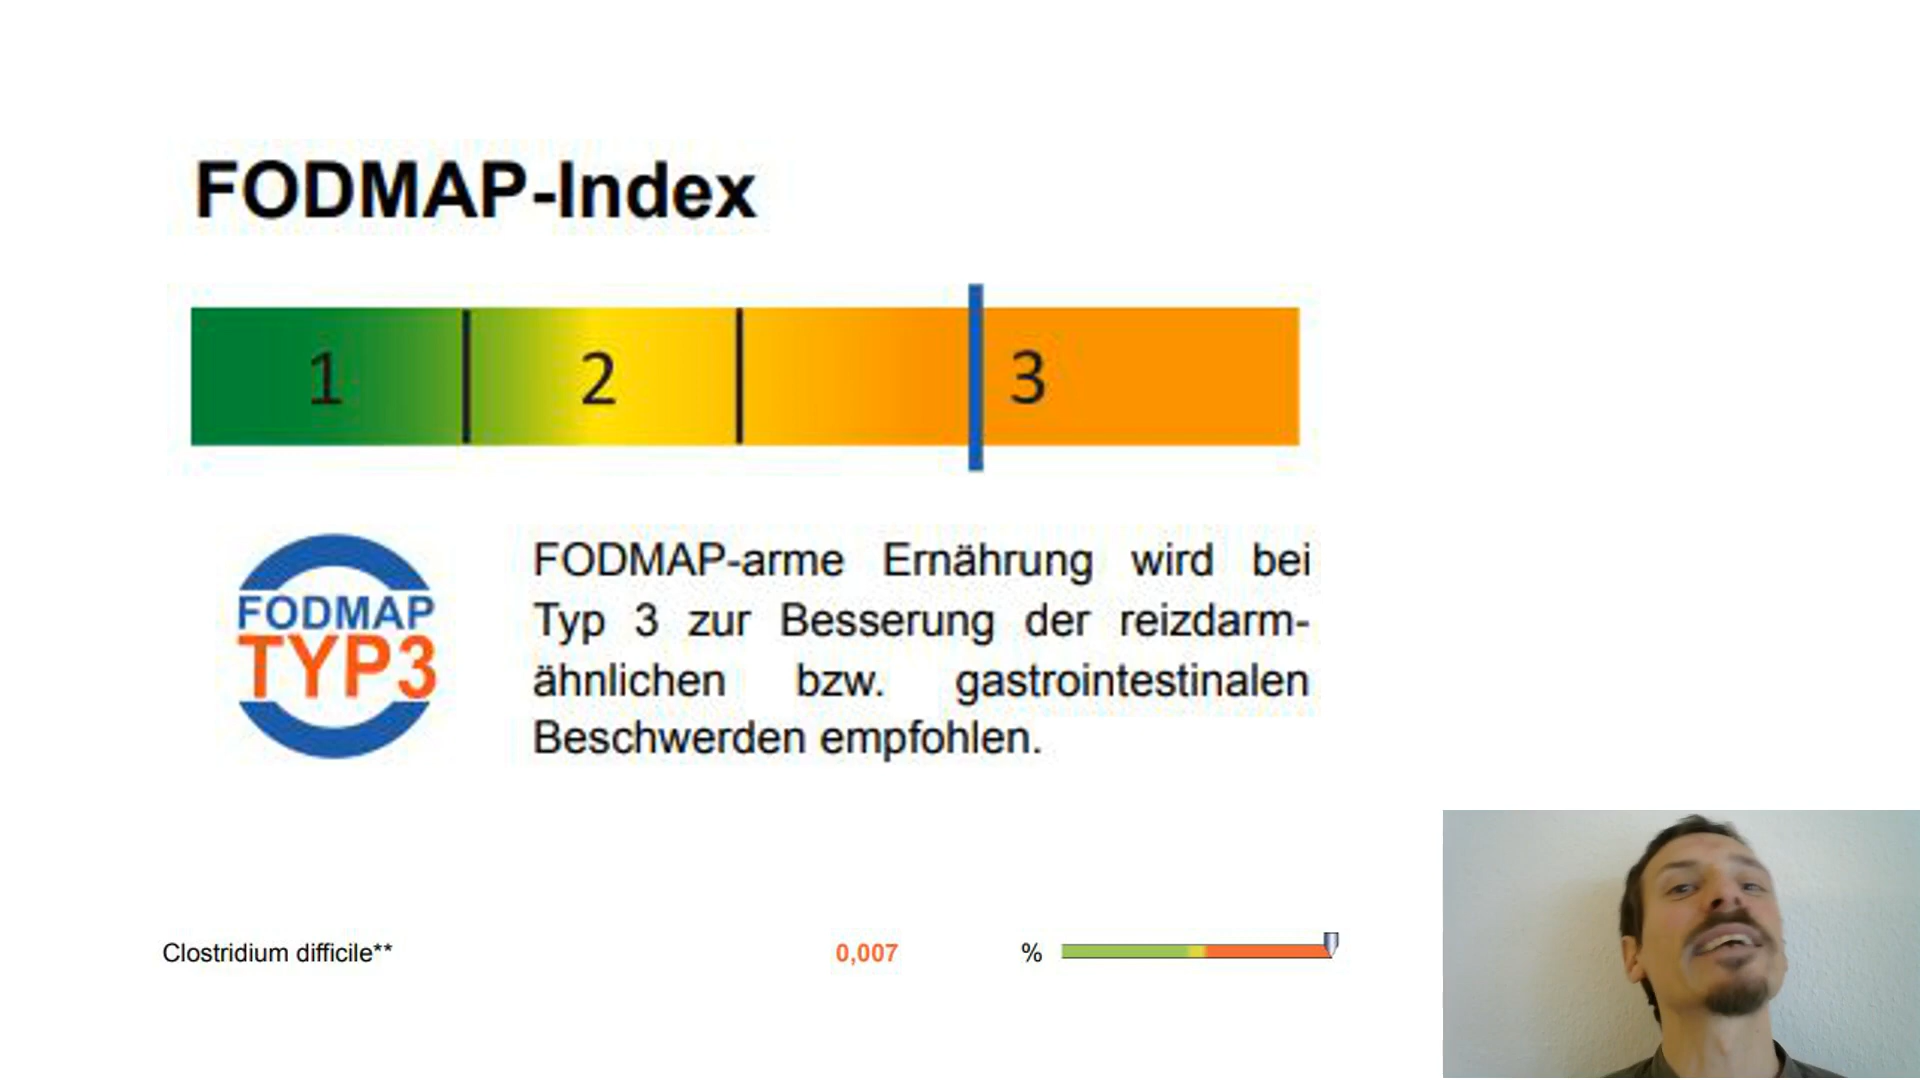 FODMAP-Index
1 2 3
FODMAP
TYP3
FODMAP-arme Ernährung wird bei
Typ 3 zur Besserung der reizdarm-
ähnlichen bzw. gastrointestinalen
Beschwerden empfohlen.
Clostridium difficile** 0,007 %